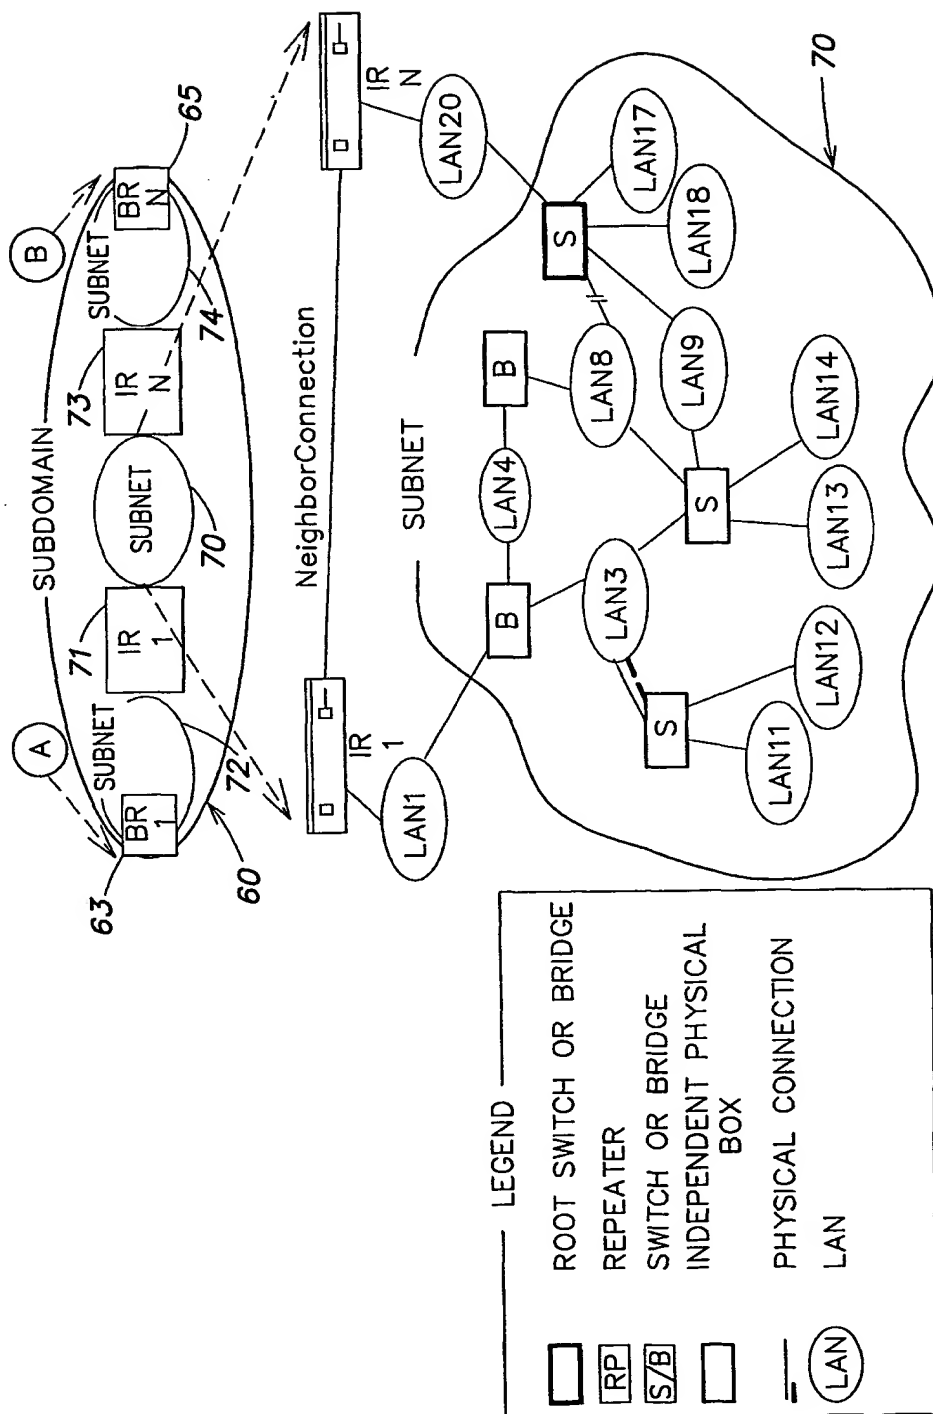 SUBDOMAIN
A
B
63
BR
1
SUBNET
72
60
71
IR
1
SUBNET
70
73
IR
N
SUBNET
74
BR
N
65
NeighborConnection
IR
1
IR
N
LAN1
LAN20
SUBNET
70
B
LAN4
B
S
LAN17
LAN18
LAN8
LAN9
LAN3
S
S
LAN11
LAN12
LAN13
LAN14
LEGEND
ROOT SWITCH OR BRIDGE
RP
REPEATER
S/B
SWITCH OR BRIDGE
INDEPENDENT PHYSICAL
BOX
PHYSICAL CONNECTION
LAN
LAN